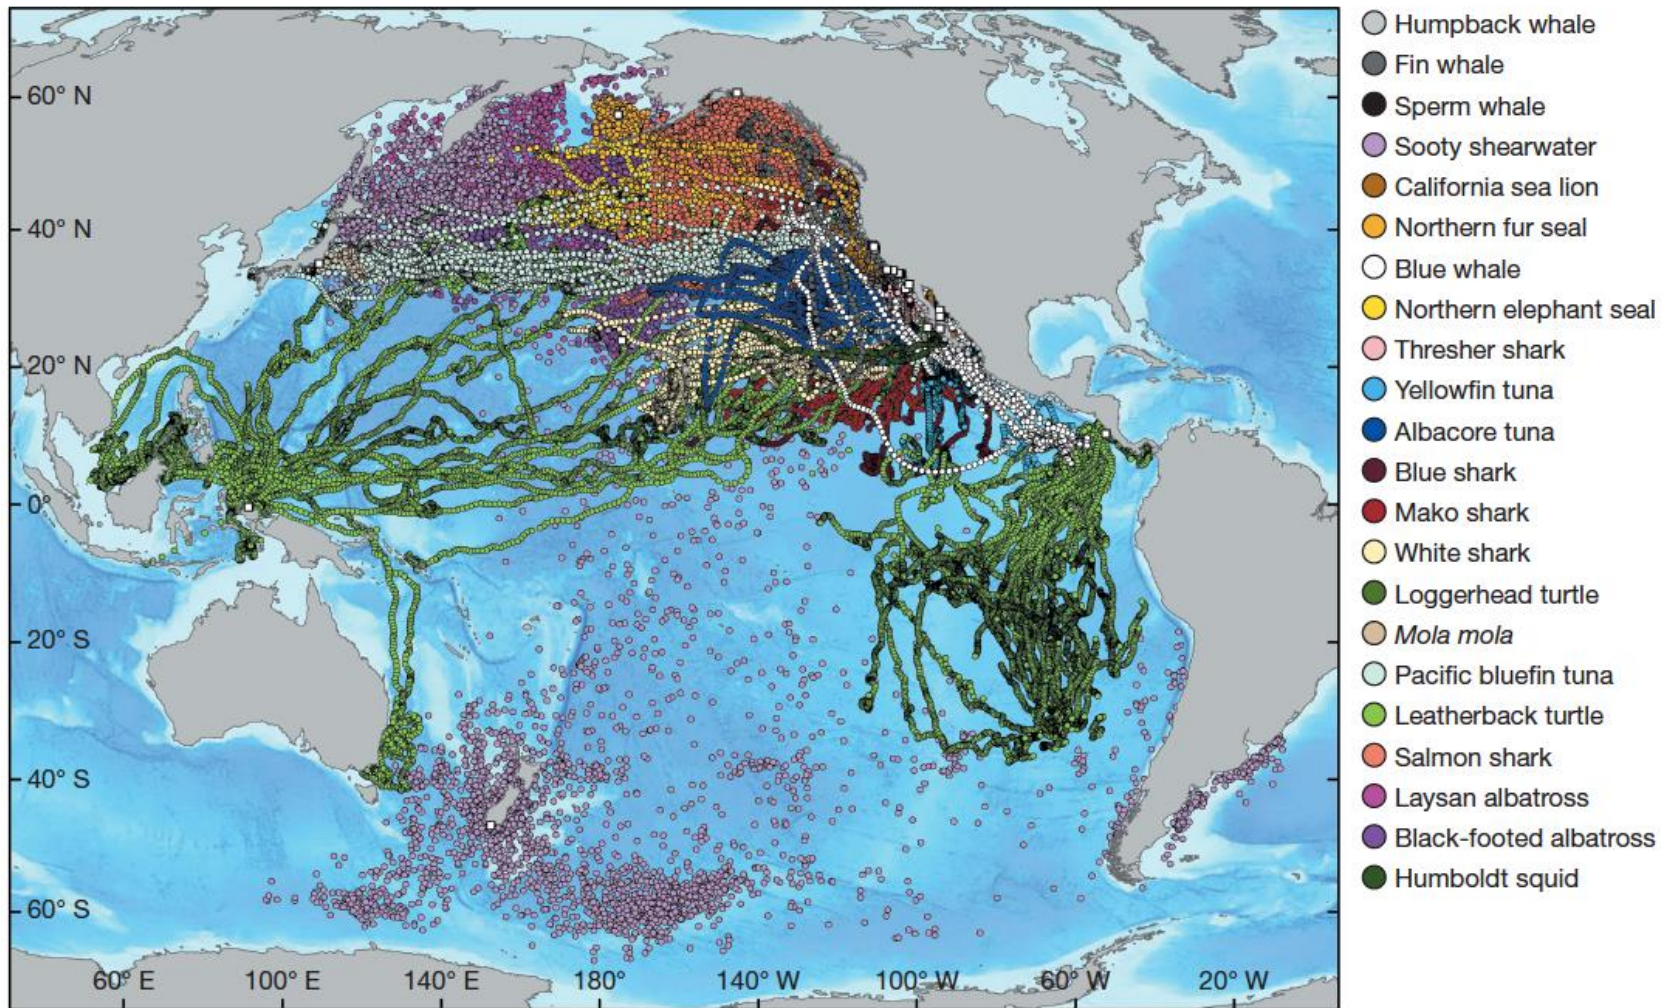 60° N
40° N
20° N
0°
20° S
40° S
60° S
60° E 100° E 140° E 180° 140° W 100° W 60° W 20° W
Humpback whale
Fin whale
Sperm whale
Sooty shearwater
California sea lion
Northern fur seal
Blue whale
Northern elephant seal
Thresher shark
Yellowfin tuna
Albacore tuna
Blue shark
Mako shark
White shark
Loggerhead turtle
Mola mola
Pacific bluefin tuna
Leatherback turtle
Salmon shark
Laysan albatross
Black-footed albatross
Humboldt squid